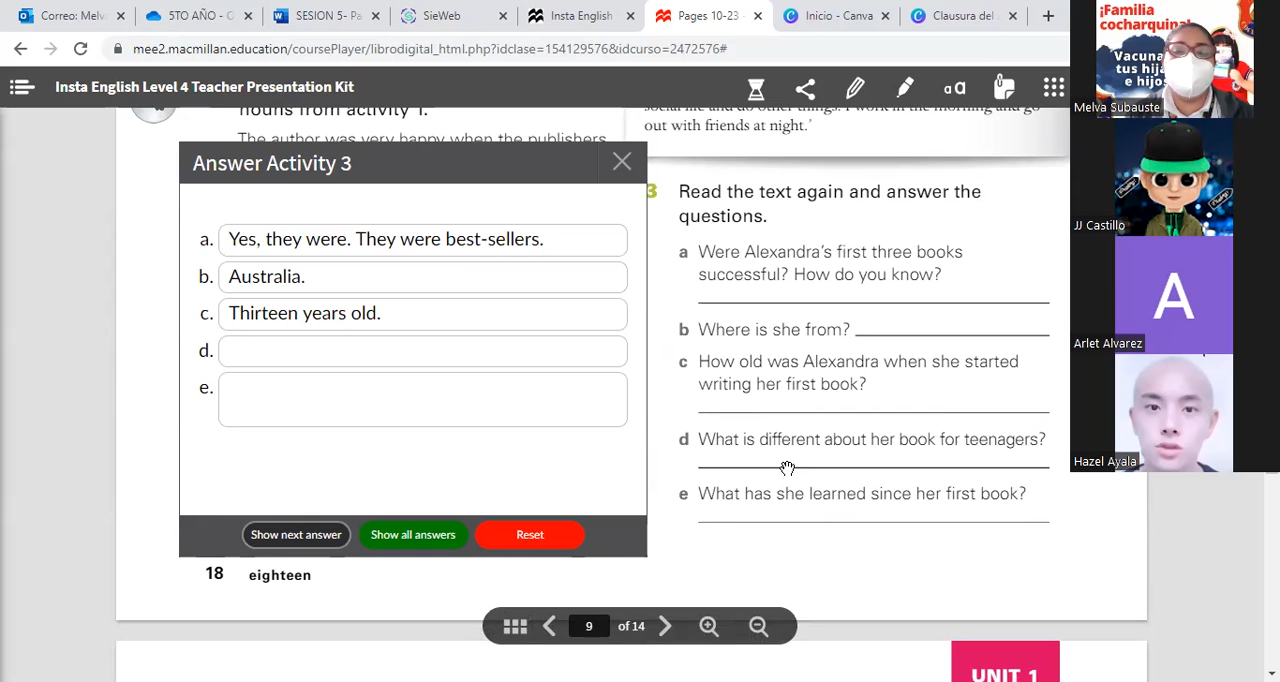 Correo: Melva
5TO AÑO - C
SESION 5- Pa
SieWeb
Insta English
Pages 10-23 -
Inicio - Canva
Clausura del
mee2.macmillan.education/coursePlayer/librodigital_html.php?idclase=154129576&idcurso=2472576#
Insta English Level 4 Teacher Presentation Kit
aa
nouns from activity 1.
The author was very happy when the publishers
social life and do other things. I work in the morning and go
out with friends at night.'
Answer Activity 3
a. Yes, they were. They were best-sellers.
b. Australia.
c. Thirteen years old.
d.
e.
Show next answer
Show all answers
Reset
3 Read the text again and answer the
questions.
a Were Alexandra's first three books
successful? How do you know?
b Where is she from?
c How old was Alexandra when she started
writing her first book?
d What is different about her book for teenagers?
e What has she learned since her first book?
18 eighteen
9 of 14
UNIT 1
¡Familia
cocharquina!
Vacuna
tus hij
e hijos
Melva Subauste
JJ Castillo
A
Arlet Alvarez
Hazel Ayala